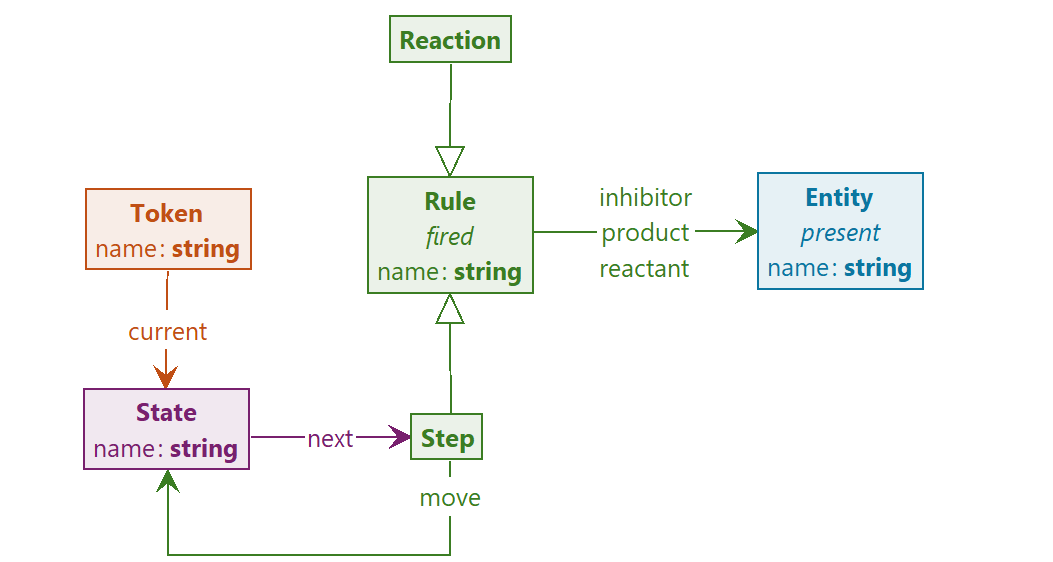 Reaction
Rule
fired
name: string
inhibitor
product
reactant
Entity
present
name: string
Token
name: string
current
State
name: string
next
Step
move